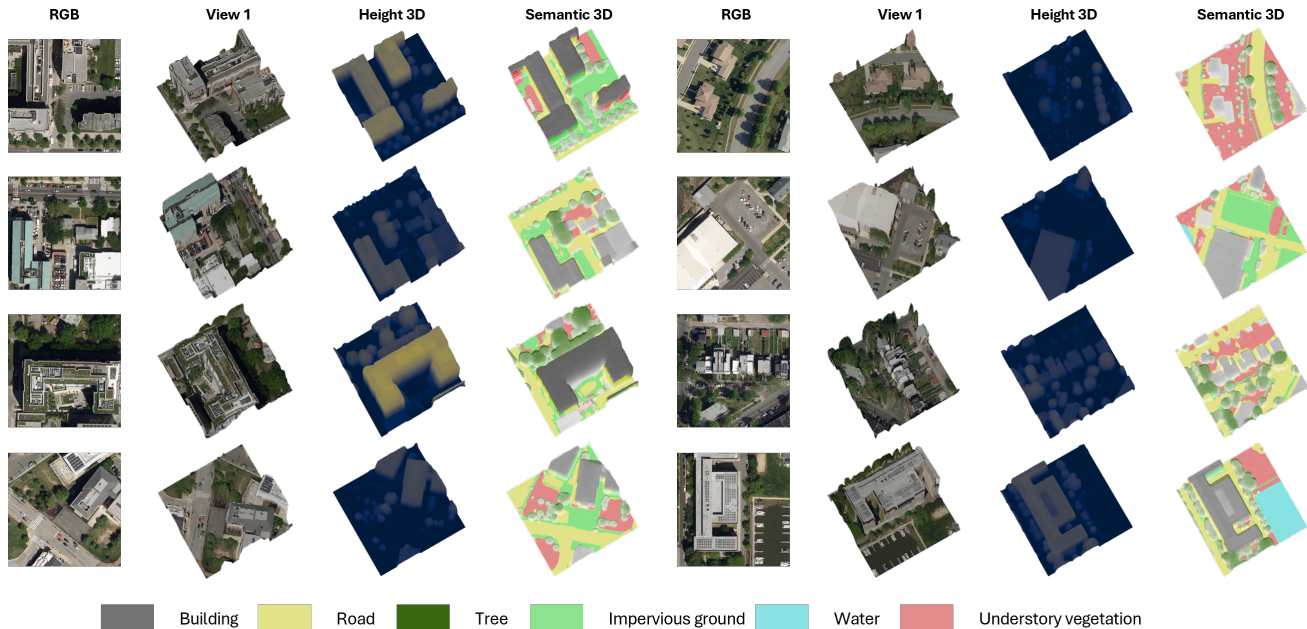 RGB View 1 Height 3D Semantic 3D RGB View 1 Height 3D Semantic 3D
Building Road Tree Impervious ground Water Understory vegetation